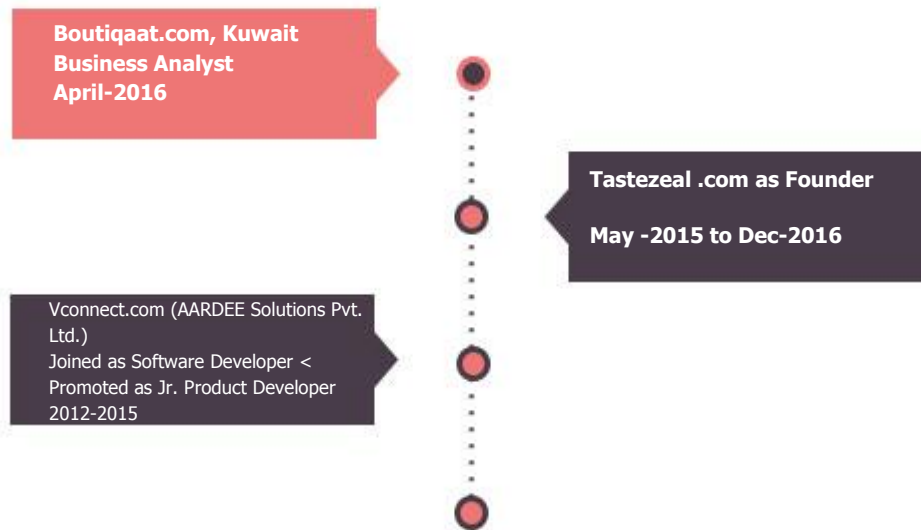 Boutiqaat.com, Kuwait
Business Analyst
April-2016
Tastezeal .com as Founder
May -2015 to Dec-2016
Vconnect.com (AARDEE Solutions Pvt.
Ltd.)
Joined as Software Developer <
Promoted as Jr. Product Developer
2012-2015